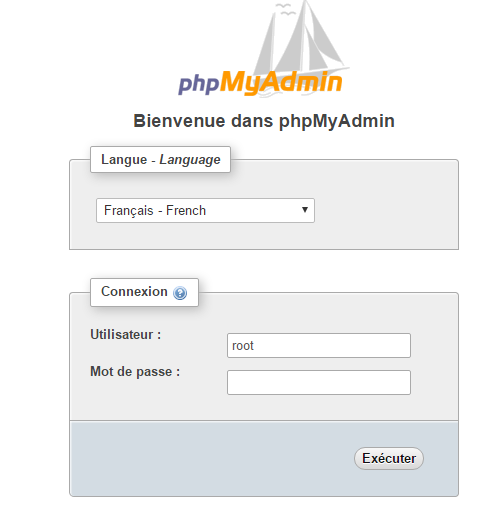 phpMyAdmin
Bienvenue dans phpMyAdmin
Langue - Language
Français - French
Connexion
Utilisateur :
root
Mot de passe :
Exécuter